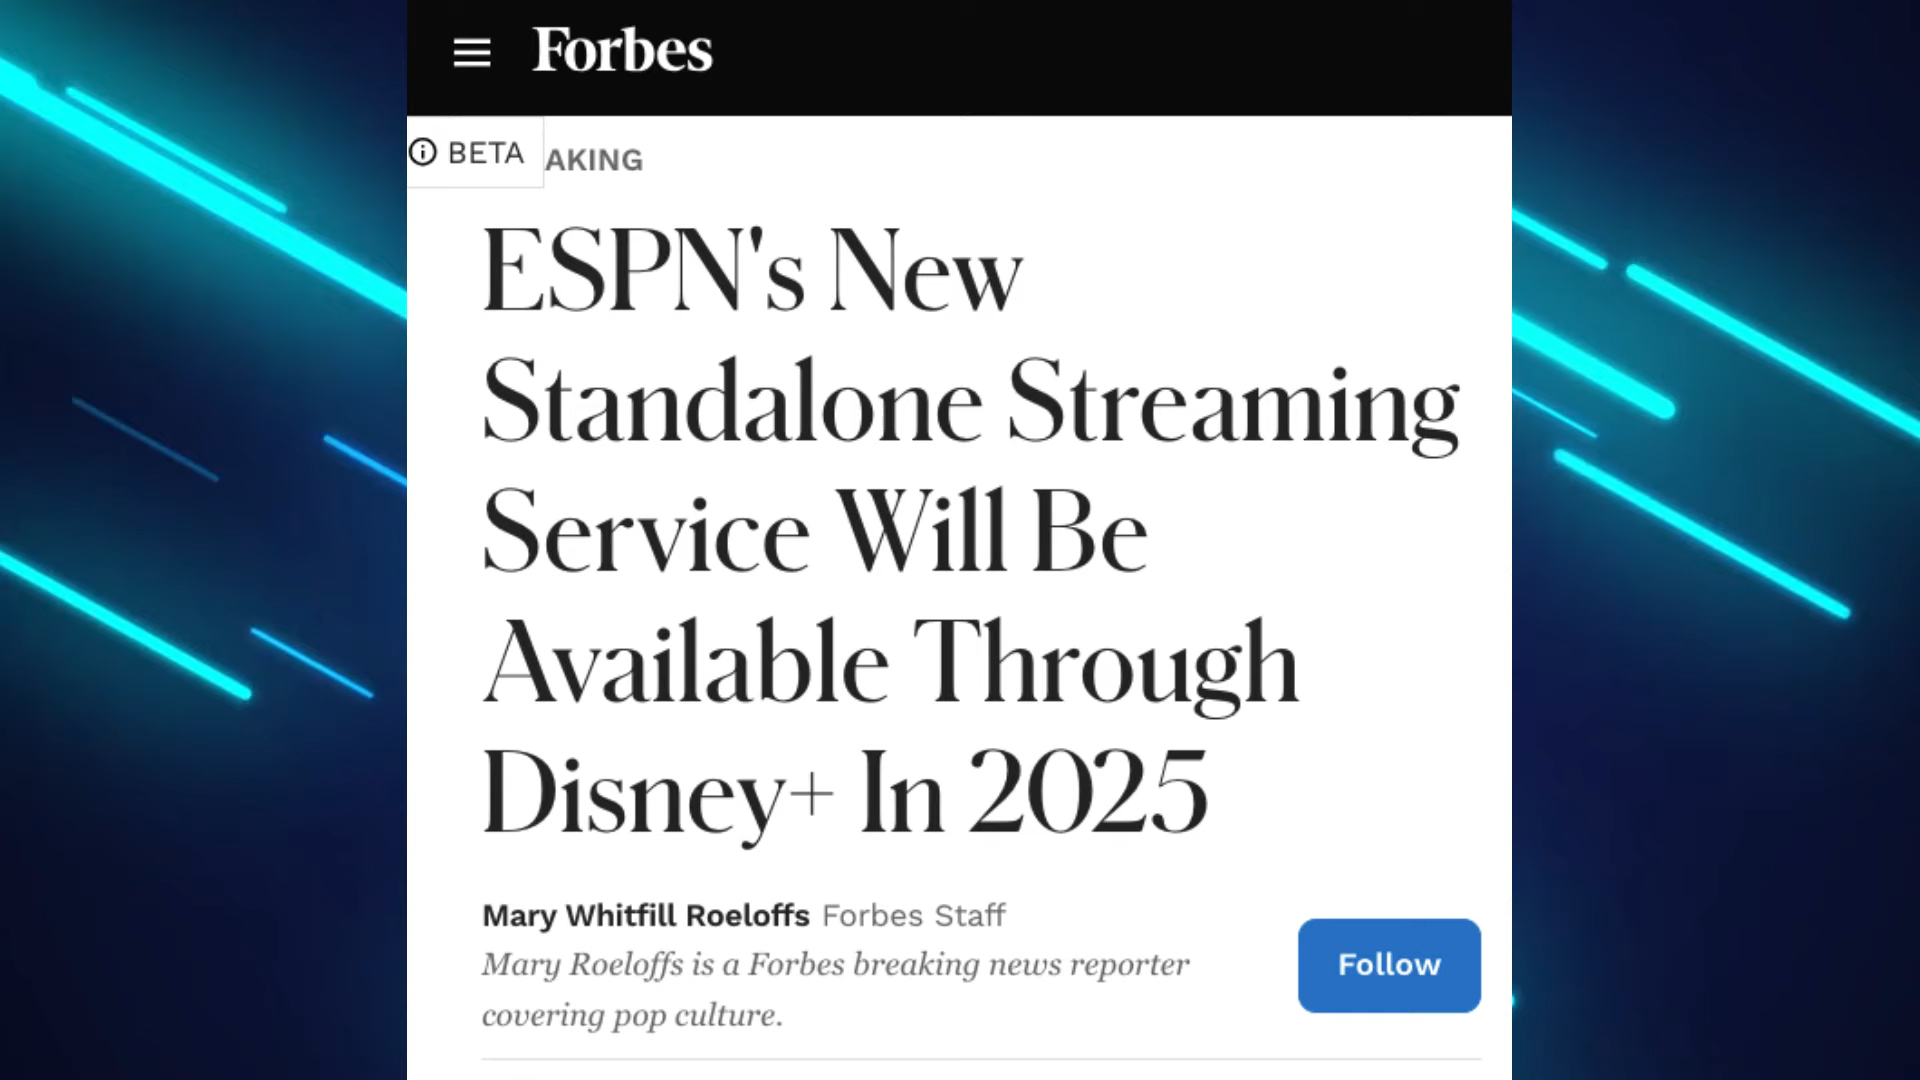 Forbes
BETA AKING
ESPN's New
Standalone Streaming
Service Will Be
Available Through
Disney+ In 2025
Mary Whitfill Roeloffs Forbes Staff
Mary Roeloffs is a Forbes breaking news reporter
covering pop culture.
Follow